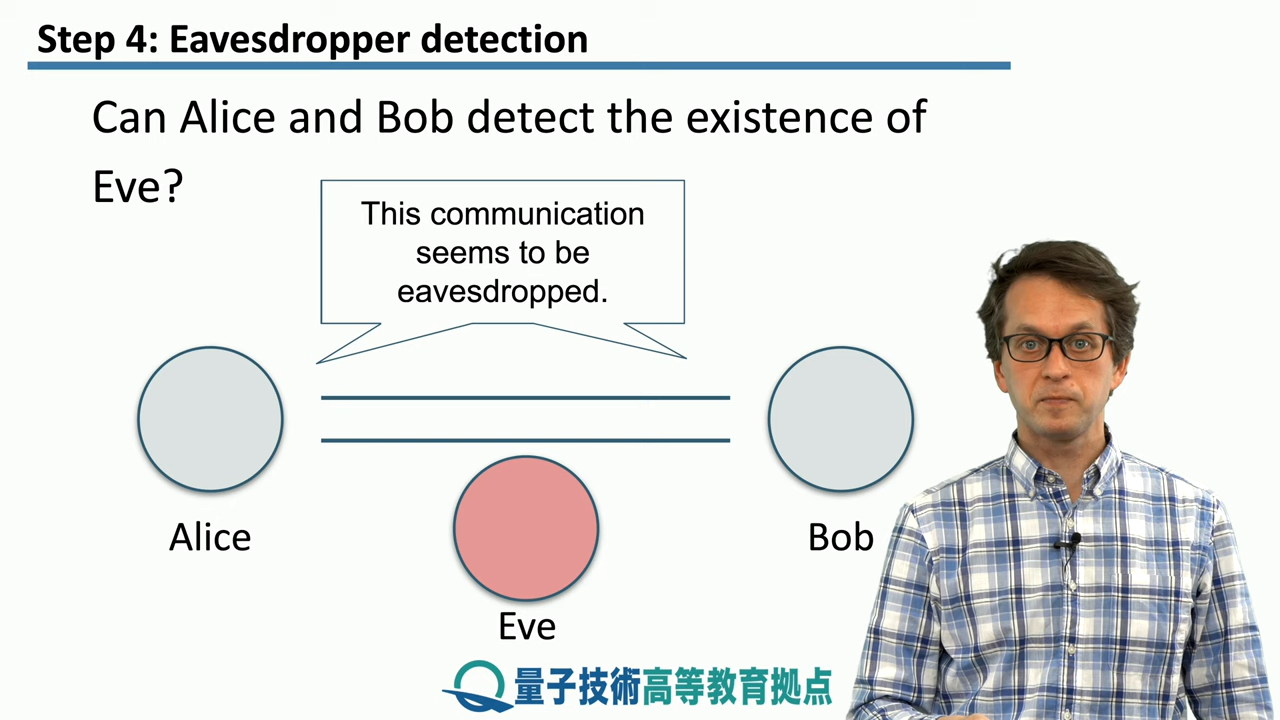 Step 4: Eavesdropper detection
Can Alice and Bob detect the existence of
Eve?
This communication
seems to be
eavesdropped.
Alice
Bob
Eve
量子技術高等教育拠点